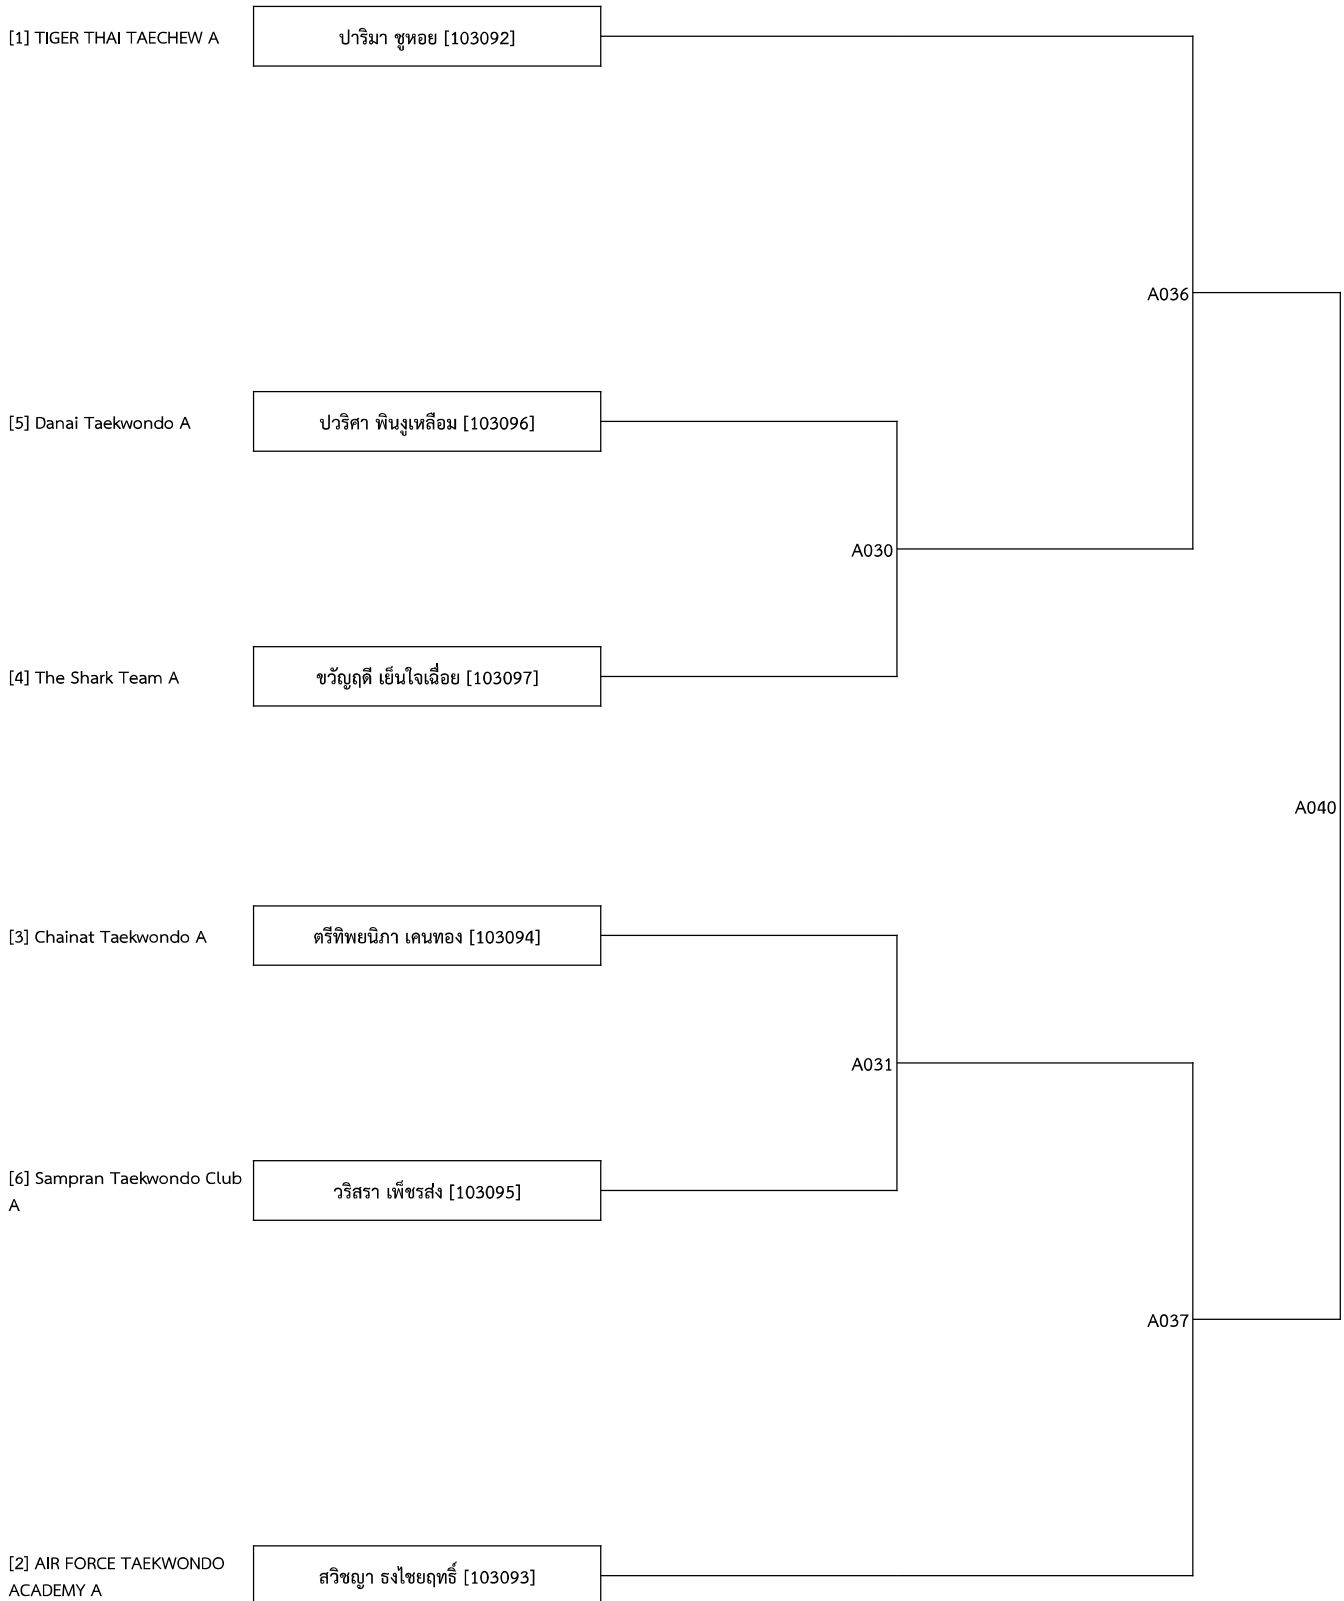 [1] TIGER THAI TAECHEW A
ปาริมา ชูหอย [103092]
A036
[5] Danai Taekwondo A
ปวริศา พินงูเหลือม [103096]
A030
[4] The Shark Team A
ขวัญฤดี เย็นใจเฉื่อย [103097]
A040
[3] Chainat Taekwondo A
ตรีทิพยนิภา เคนทอง [103094]
A031
[6] Sampran Taekwondo Club
A
วริสรา เพ็ชรส่ง [103095]
A037
[2] AIR FORCE TAEKWONDO
ACADEMY A
สวิชญา ธงไชยฤทธิ์ [103093]